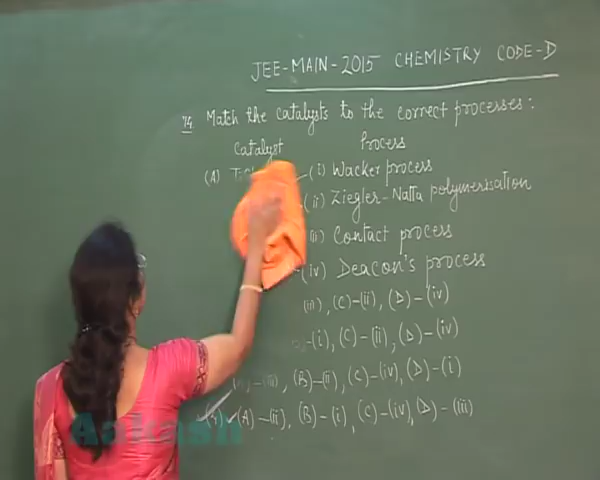 JEE-MAIN-2015 CHEMISTRY CODE-D
74 Match the catalysts to the correct processes:
Catalyst Process
(A) (i) Wacker process
(ii) Ziegler-Natta polymerisation
(iii) Contact process
(iv) Deacon's process
(iii), (C)-(ii), (D)-(iv)
-(i), (C)-(ii), (D)-(iv)
-(iii), (B)-(ii), (C)-(iv), (D)-(i)
(A)-(ii), (B)-(i), (C)-(iv), (D)-(iii)
Aakash